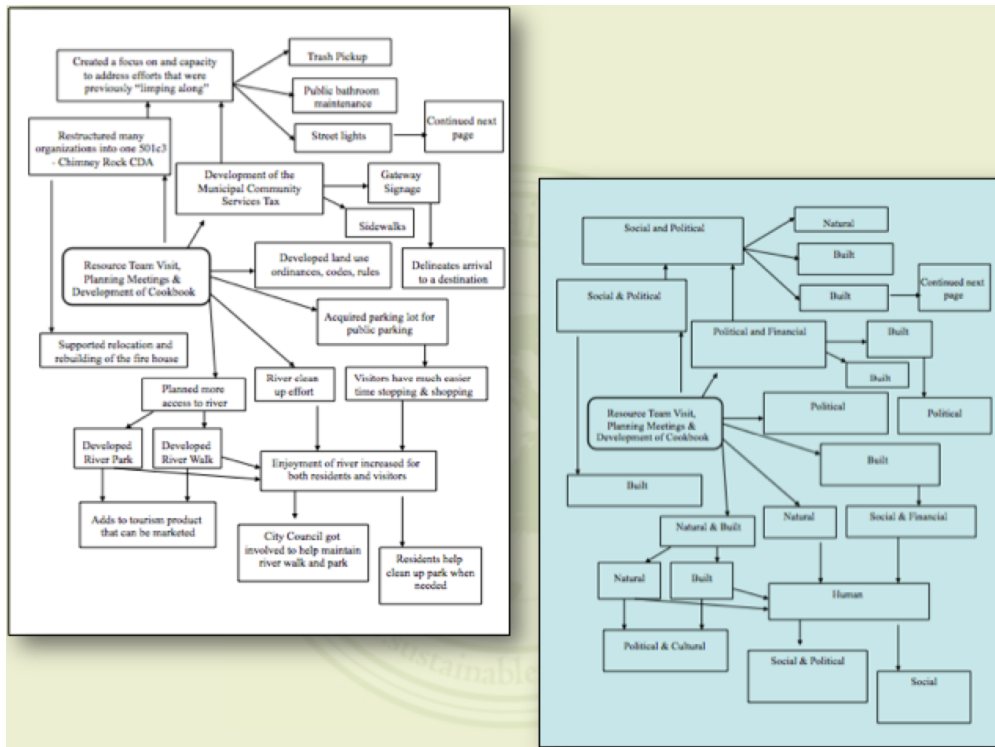 Created a focus on and capacity
to address efforts that were
previously “limping along”
Trash Pickup
Public bathroom
maintenance
Street lights
Continued next
page
Restructured many
organizations into one 501c3
- Chimney Rock CDA
Development of the
Municipal Community
Services Tax
Gateway
Signage
Sidewalks
Resource Team Visit,
Planning Meetings &
Development of Cookbook
Developed land use
ordinances, codes, rules
Delineates arrival
to a destination
Acquired parking lot for
public parking
Supported relocation and
rebuilding of the fire house
River clean
up effort
Visitors have much easier
time stopping & shopping
Planned more
access to river
Developed
River Park
Developed
River Walk
Enjoyment of river increased for
both residents and visitors
Adds to tourism product
that can be marketed
City Council got
involved to help maintain
river walk and park
Residents help
clean up park when
needed
Social and Political
Natural
Built
Built
Continued next
page
Social & Political
Political and Financial
Built
Built
Resource Team Visit,
Planning Meetings &
Development of Cookbook
Political
Political
Built
Built
Natural
Social & Financial
Natural & Built
Natural
Built
Human
Political & Cultural
Social & Political
Social
sustainable